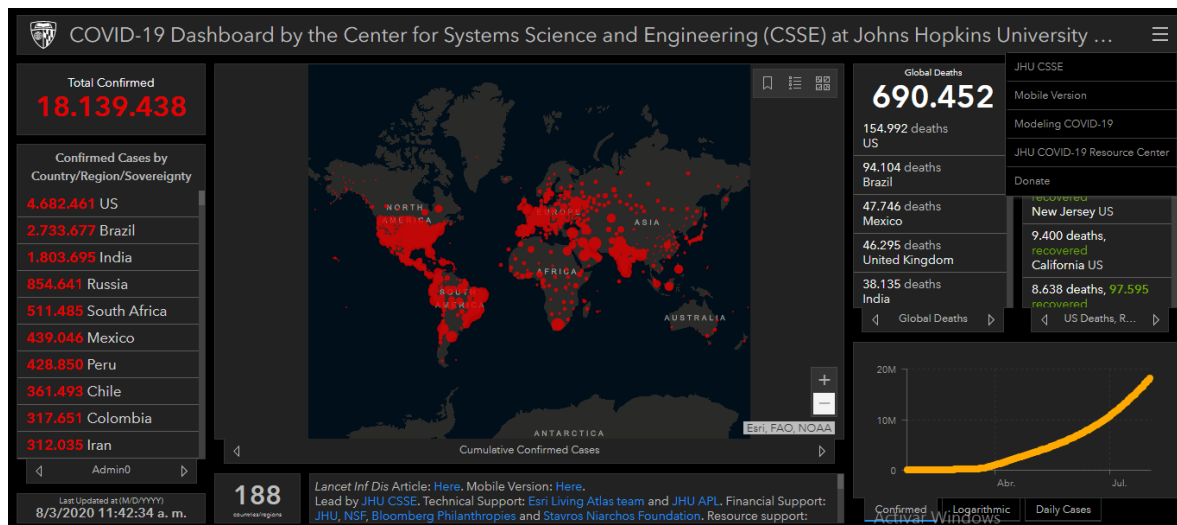 COVID-19 Dashboard by the Center for Systems Science and Engineering (CSSE) at Johns Hopkins University ...
Total Confirmed
18.139.438
Confirmed Cases by
Country/Region/Sovereignty
4.682.461 US
2.733.677 Brazil
1.803.695 India
854.641 Russia
511.485 South Africa
439.046 Mexico
428.850 Peru
361.493 Chile
317.651 Colombia
312.035 Iran
Admin0
Last Updated at (M/D/YYYY)
8/3/2020 11:42:34 a. m.
NORTH
AMERICA
SOUTH
AMERICA
EUROPE
ASIA
AFRICA
AUSTRALIA
ANTARCTICA
Esri, FAO, NOAA
Cumulative Confirmed Cases
188
countries/regions
Lancet Inf Dis Article: Here. Mobile Version: Here.
Lead by JHU CSSE. Technical Support: Esri Living Atlas team and JHU APL. Financial Support:
JHU, NSF, Bloomberg Philanthropies and Stavros Niarchos Foundation. Resource support:
Global Deaths
690.452
154.992 deaths
US
94.104 deaths
Brazil
47.746 deaths
Mexico
46.295 deaths
United Kingdom
38.135 deaths
India
Global Deaths
JHU CSSE
Mobile Version
Modeling COVID-19
JHU COVID-19 Resource Center
Donate
recovered
New Jersey US
9.400 deaths,
recovered
California US
8.638 deaths, 97.595
recovered
US Deaths, R...
20M
10M
0
Abr.
Jul.
Confirmed
Logarithmic
Daily Cases
Activar Windows